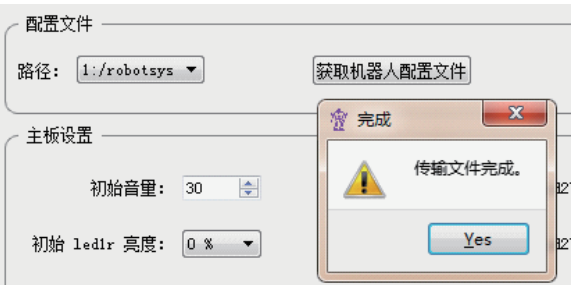 配置文件
路径： 1:/robotsys 获取机器人配置文件
完成
主板设置
传输文件完成。
初始音量： 30
Yes
初始 led1r 亮度： 0 %